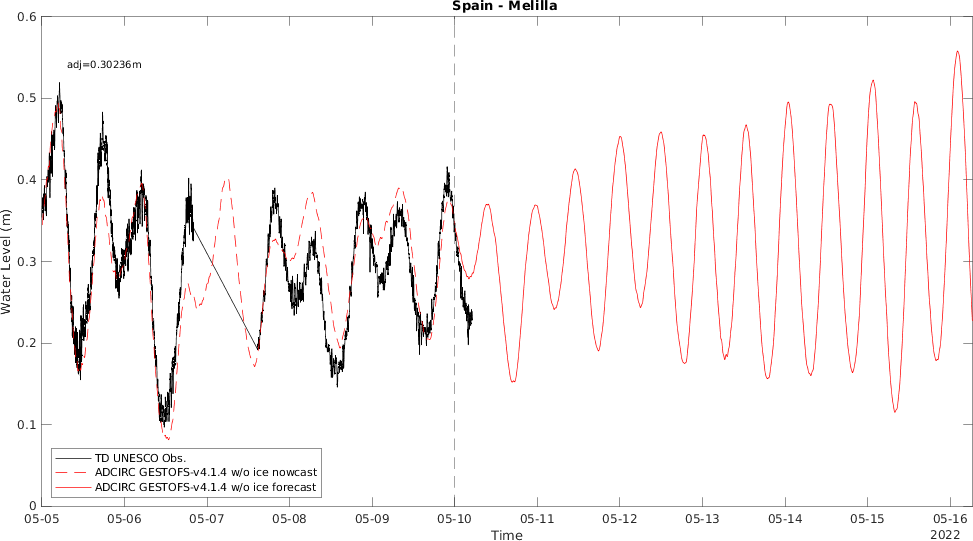 Spain - Melilla
0.6
0.5
0.4
0.3
0.2
0.1
0
Water Level (m)
adj=0.30236m
TD UNESCO Obs.
ADCIRC GESTOFS-v4.1.4 w/o ice nowcast
ADCIRC GESTOFS-v4.1.4 w/o ice forecast
05-05 05-06 05-07 05-08 05-09 05-10 05-11 05-12 05-13 05-14 05-15 05-16
Time
2022